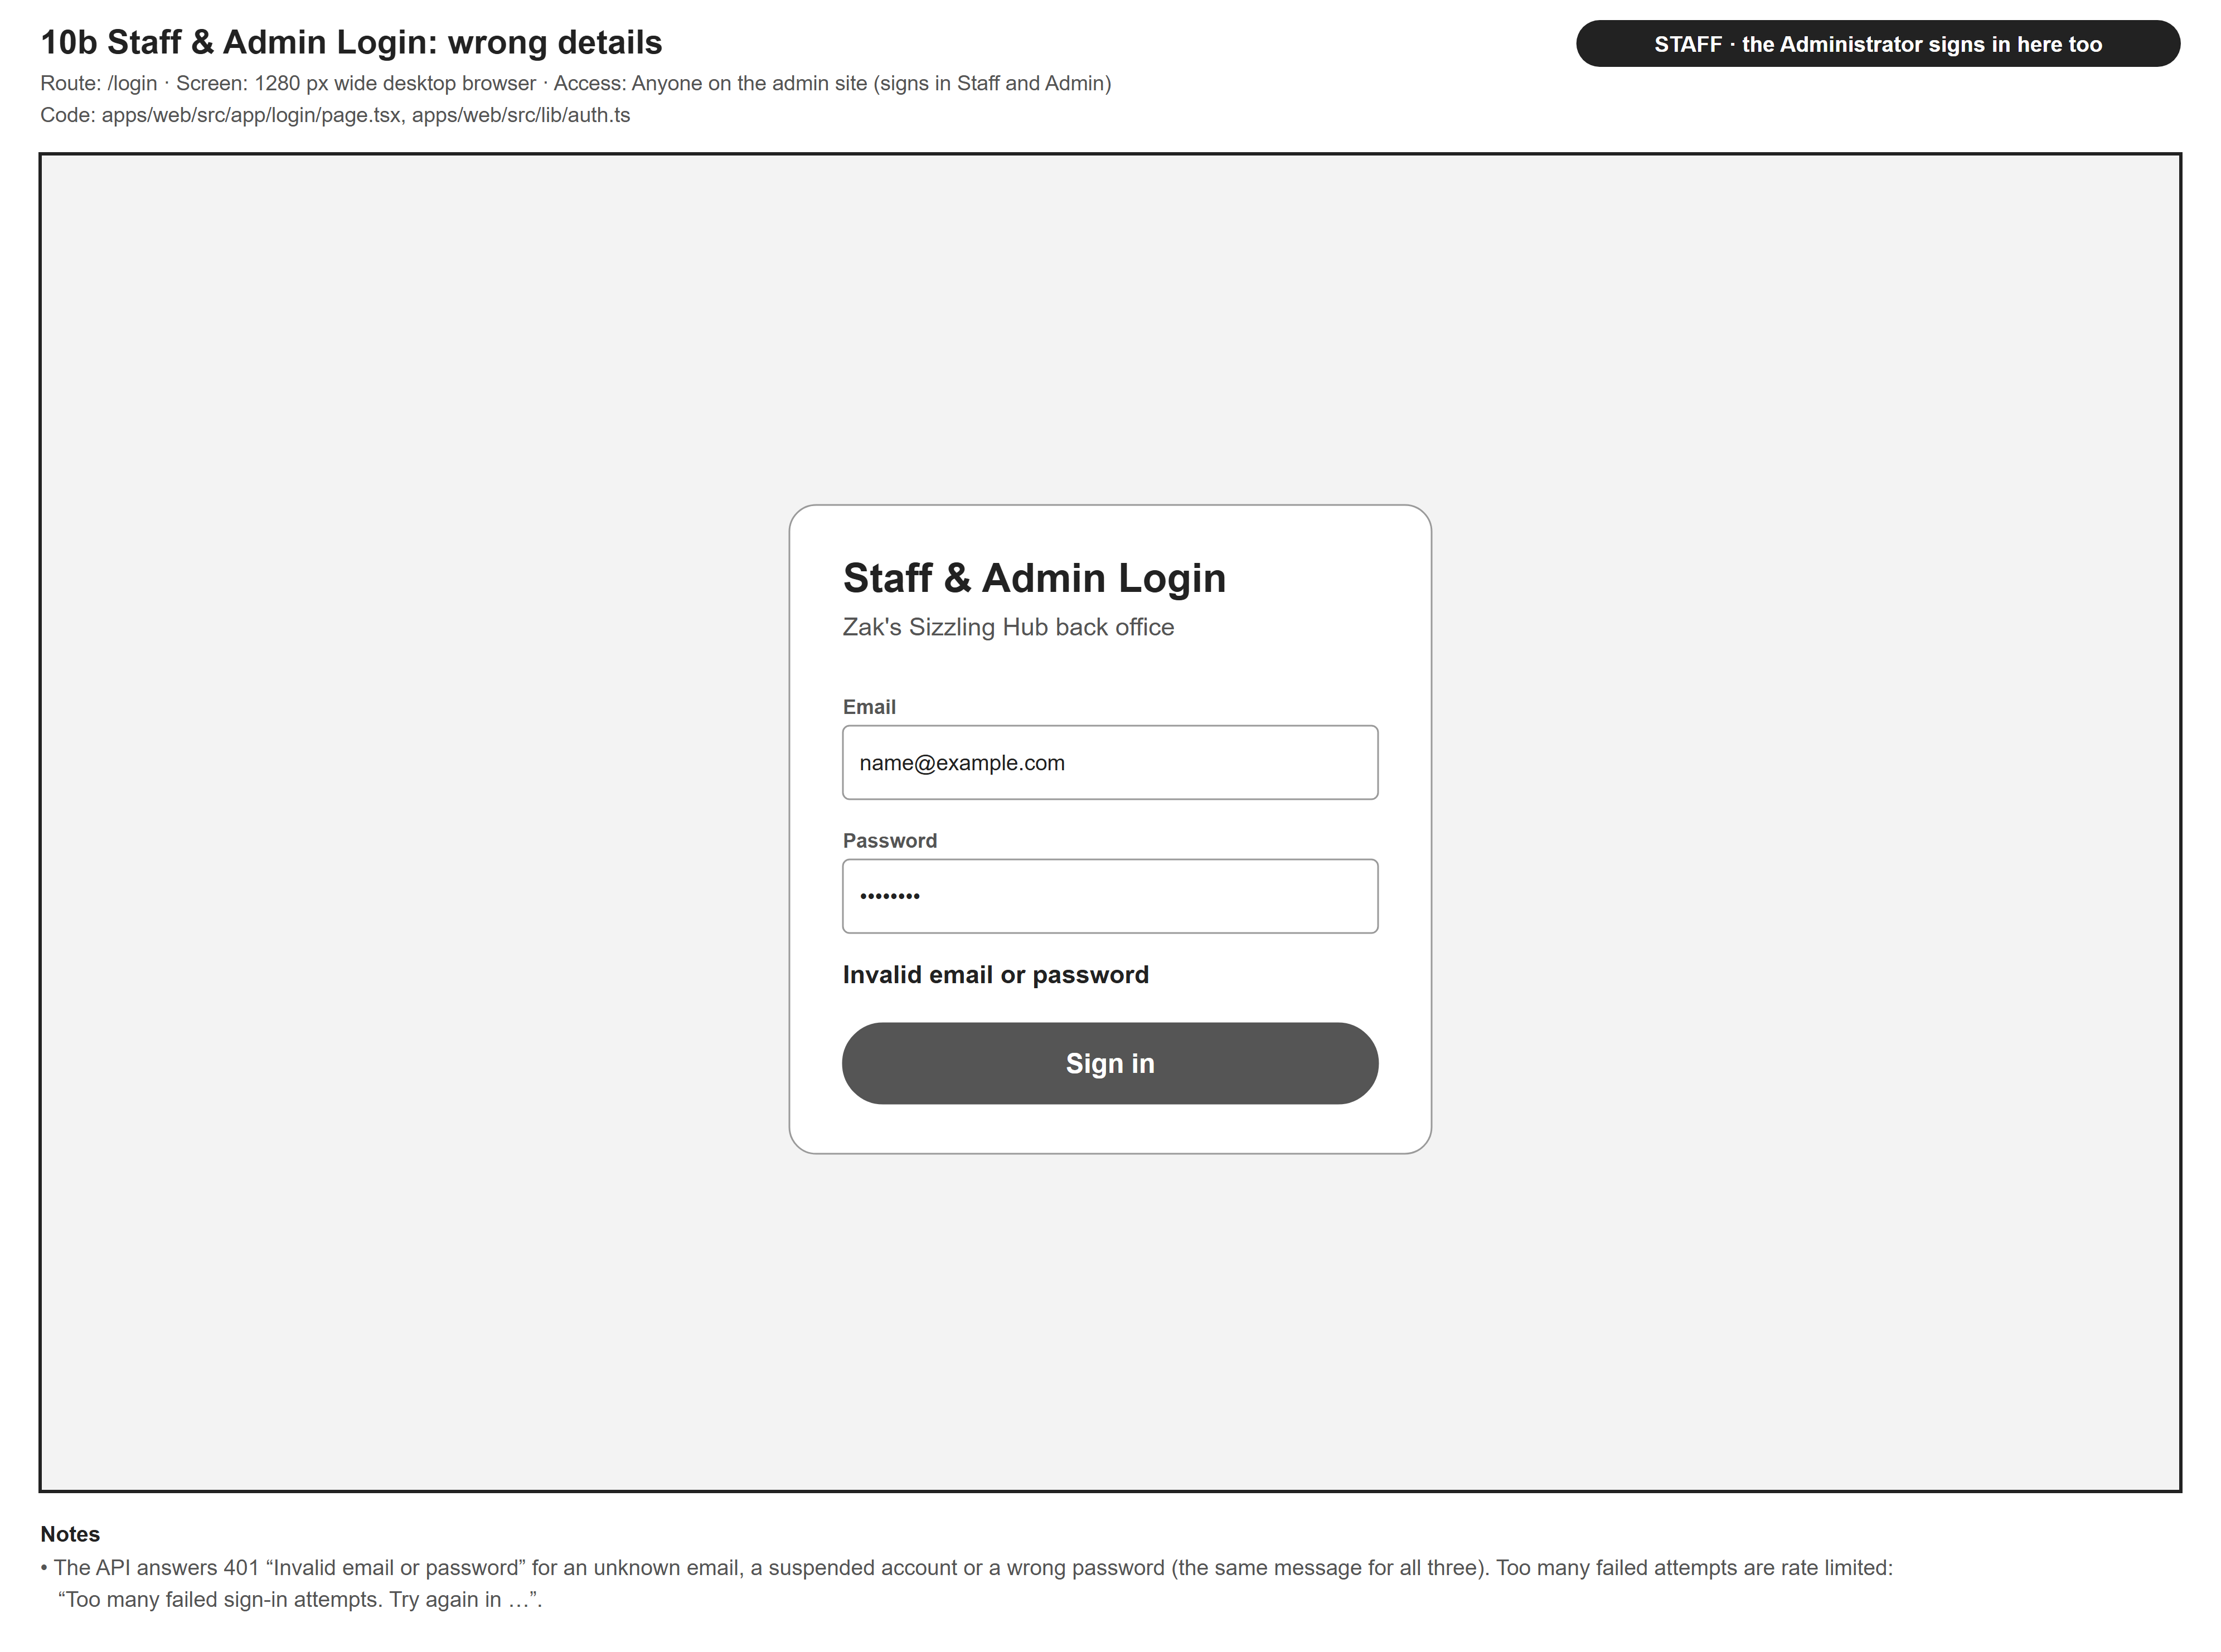 10b Staff & Admin Login: wrong details
STAFF · the Administrator signs in here too
Route: /login · Screen: 1280 px wide desktop browser · Access: Anyone on the admin site (signs in Staff and Admin)
Code: apps/web/src/app/login/page.tsx, apps/web/src/lib/auth.ts
Staff & Admin Login
Zak's Sizzling Hub back office
Email
name@example.com
Password
••••••••
Invalid email or password
Sign in
Notes
• The API answers 401 “Invalid email or password” for an unknown email, a suspended account or a wrong password (the same message for all three). Too many failed attempts are rate limited:
“Too many failed sign-in attempts. Try again in …”.